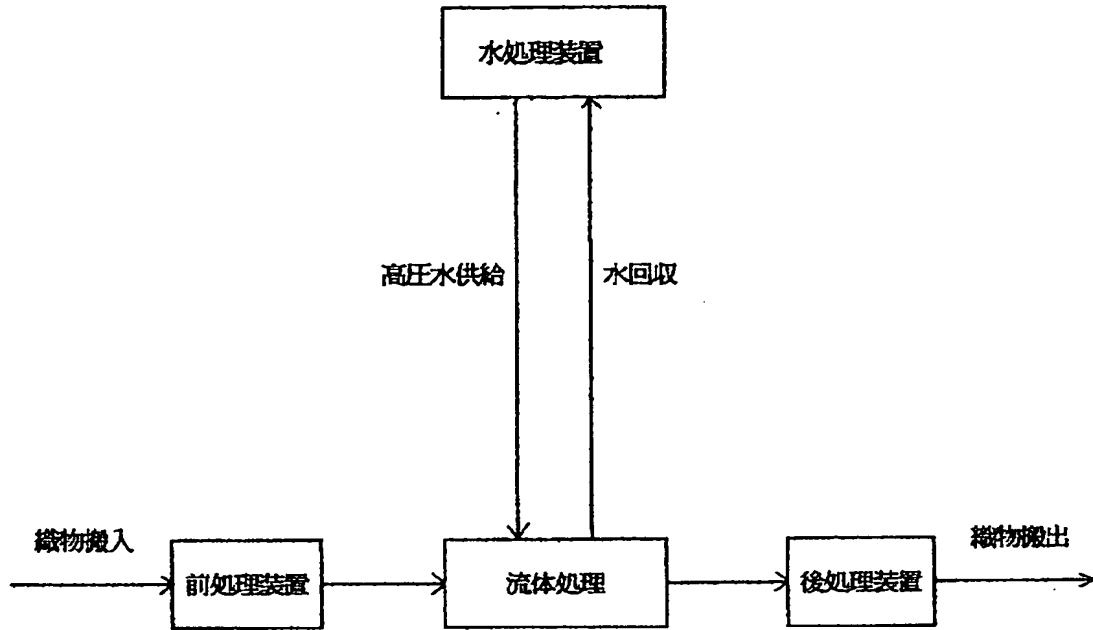 水処理装置
高圧水供給
水回収
織物搬入
織物搬出
前処理装置
流体処理
後処理装置